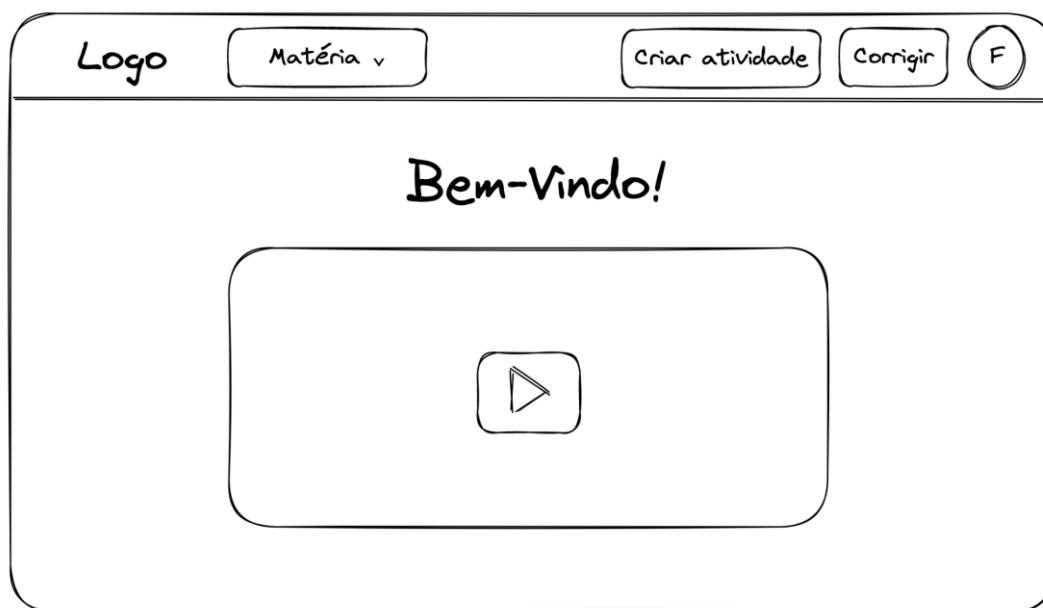 Logo
Matéria v
Criar atividade
Corrigir
F
Bem-Vindo!